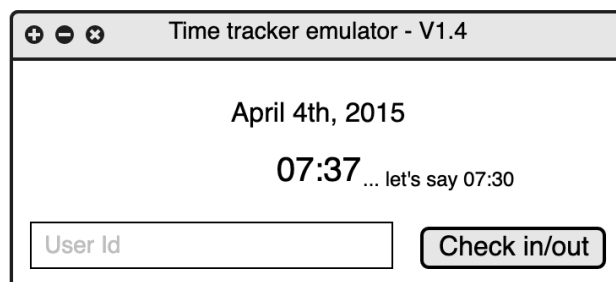 Time tracker emulator - V1.4
April 4th, 2015
07:37... let's say 07:30
User Id Check in/out